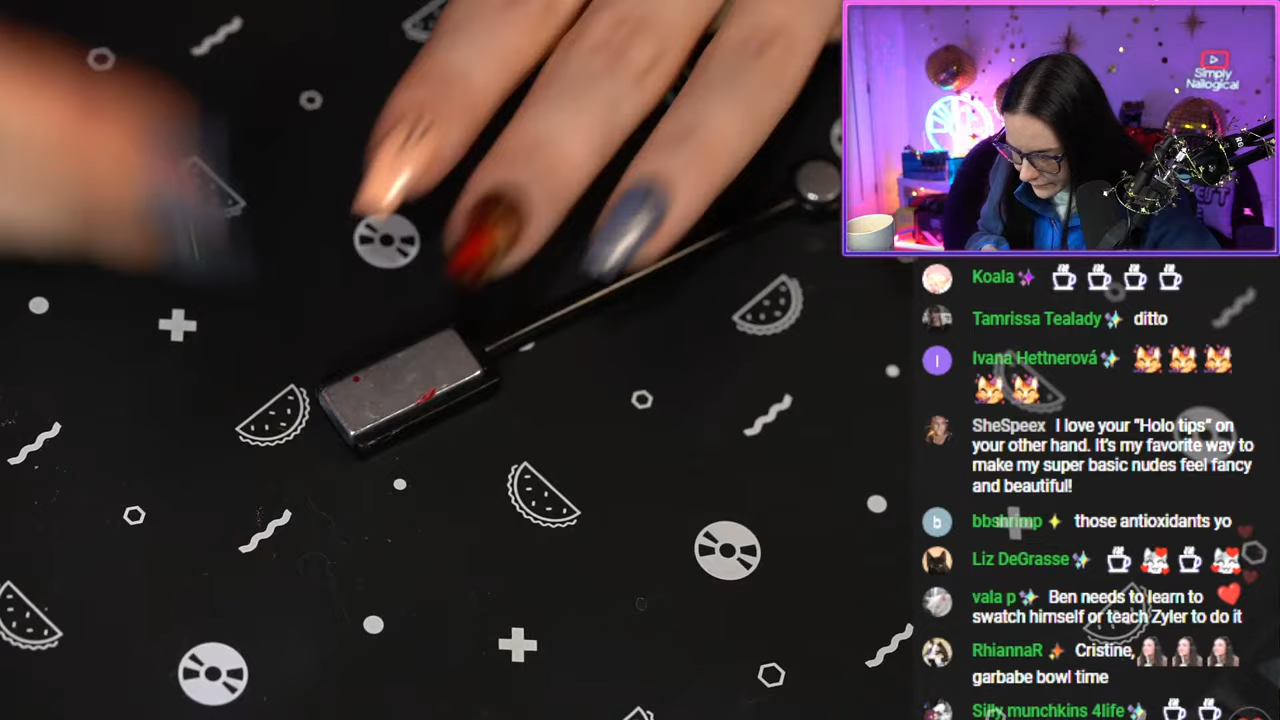 Simply
Nailogical
Koala
Tamrissa Tealady ditto
Ivana Hettnerová
SheSpeex I love your "Holo tips" on
your other hand. It's my favorite way to
make my super basic nudes feel fancy
and beautiful!
b
bbshrimp those antioxidants yo
Liz DeGrasse
vala p Ben needs to learn to
swatch himself or teach Zyler to do it
RhiannaR Cristine,
garbabe bowl time
Silly munchkins 4life